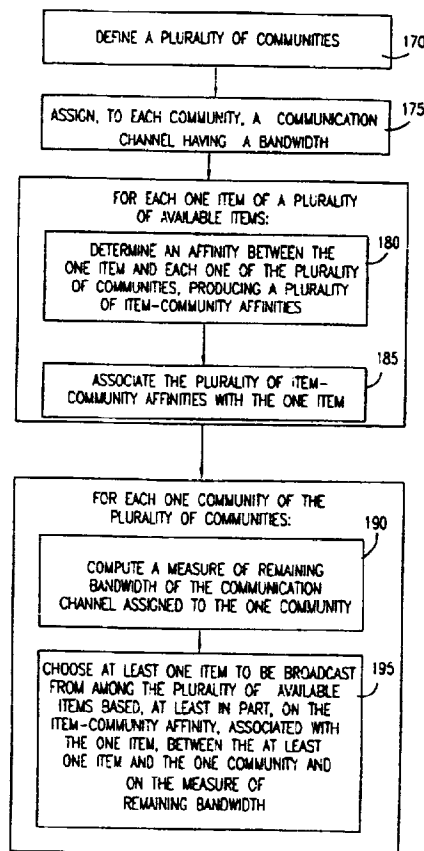 DEFINE A PLURALITY OF COMMUNITIES
170
ASSIGN, TO EACH COMMUNITY, A COMMUNICATION
CHANNEL HAVING A BANDWIDTH
175
FOR EACH ONE ITEM OF A PLURALITY
OF AVAILABLE ITEMS:
DETERMINE AN AFFINITY BETWEEN THE
ONE ITEM AND EACH ONE OF THE PLURALITY
OF COMMUNITIES, PRODUCING A PLURALITY
OF ITEM-COMMUNITY AFFINITIES
180
ASSOCIATE THE PLURALITY OF ITEM-
COMMUNITY AFFINITIES WITH THE ONE ITEM
185
FOR EACH ONE COMMUNITY OF THE
PLURALITY OF COMMUNITIES:
COMPUTE A MEASURE OF REMAINING
BANDWIDTH OF THE COMMUNICATION
CHANNEL ASSIGNED TO THE ONE COMMUNITY
190
CHOOSE AT LEAST ONE ITEM TO BE BROADCAST
FROM AMONG THE PLURALITY OF AVAILABLE
ITEMS BASED, AT LEAST IN PART, ON THE
ITEM-COMMUNITY AFFINITY, ASSOCIATED WITH
THE ONE ITEM, BETWEEN THE AT LEAST
ONE ITEM AND THE ONE COMMUNITY AND
ON THE MEASURE OF
REMAINING BANDWIDTH
195